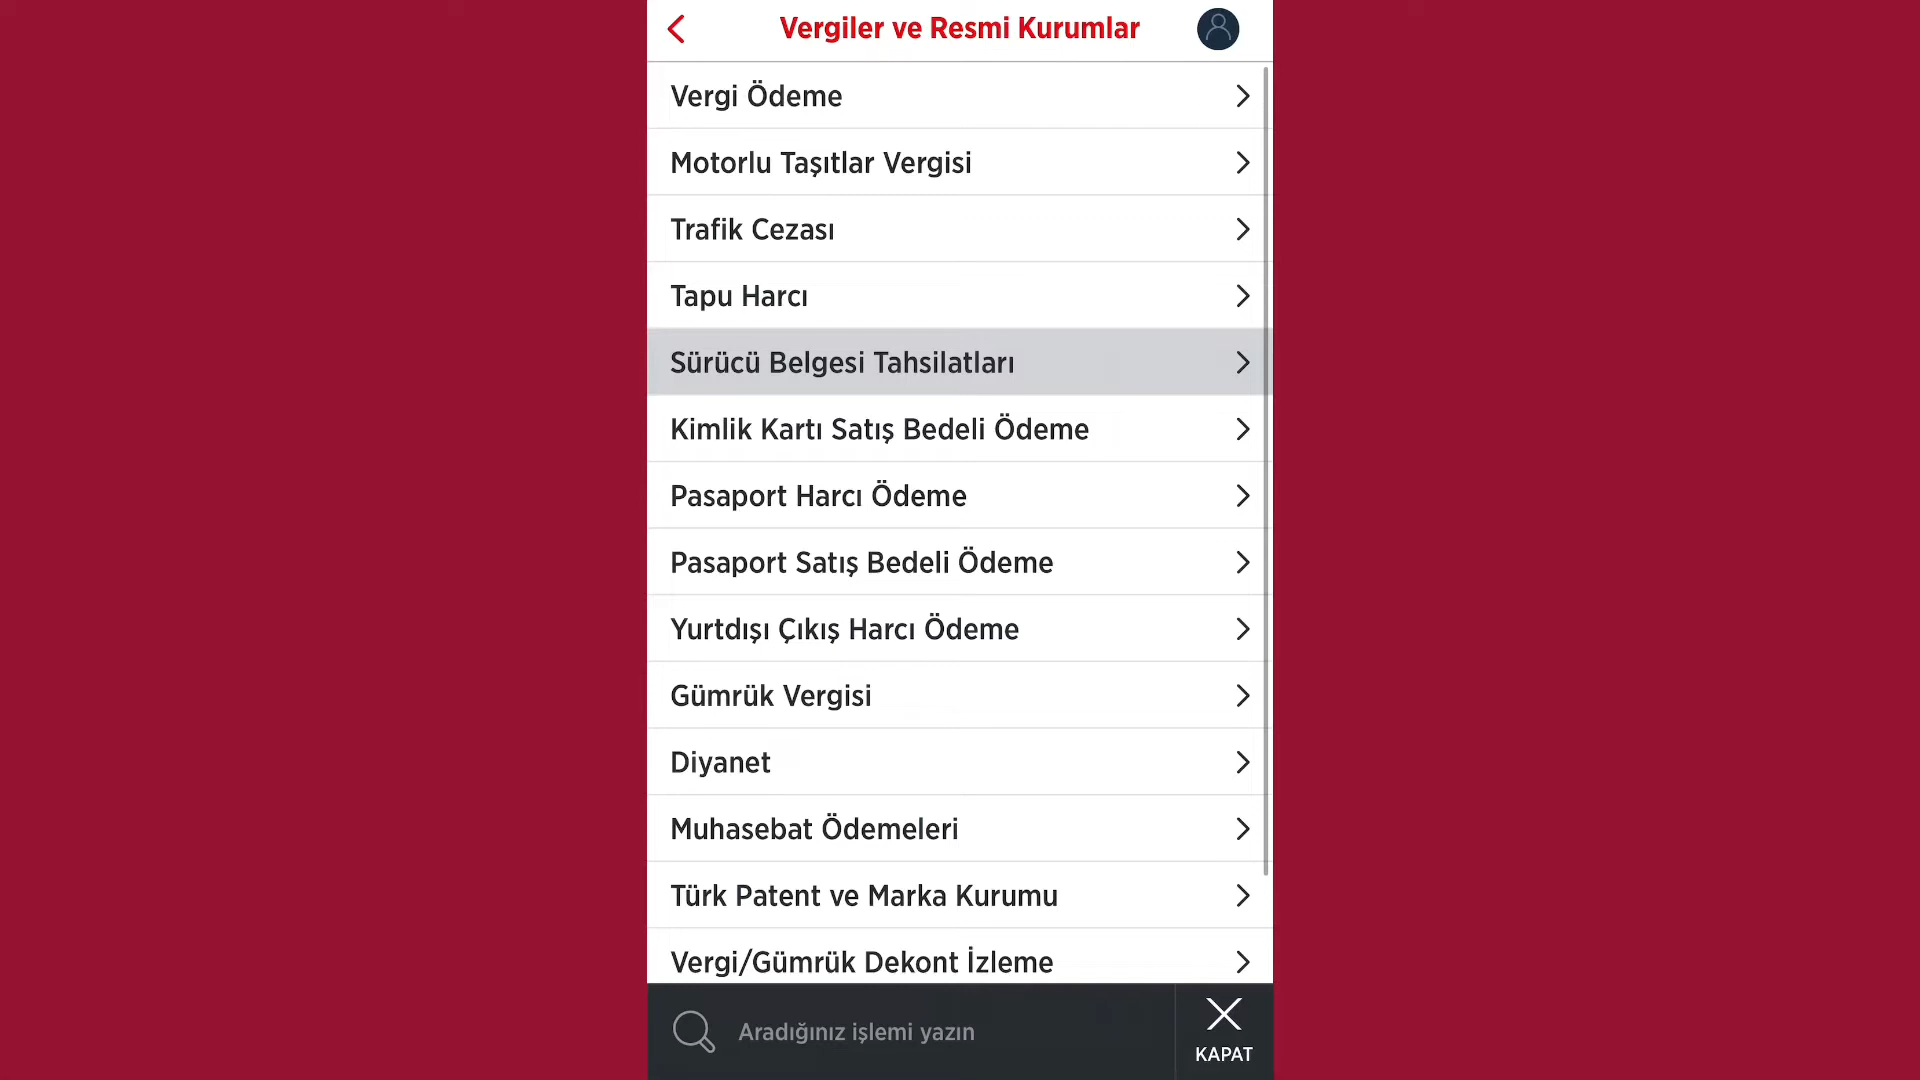 Vergiler ve Resmi Kurumlar
Vergi Ödeme
Motorlu Taşıtlar Vergisi
Trafik Cezası
Tapu Harcı
Sürücü Belgesi Tahsilatları
Kimlik Kartı Satış Bedeli Ödeme
Pasaport Harcı Ödeme
Pasaport Satış Bedeli Ödeme
Yurtdışı Çıkış Harcı Ödeme
Gümrük Vergisi
Diyanet
Muhasebat Ödemeleri
Türk Patent ve Marka Kurumu
Vergi/Gümrük Dekont İzleme
Aradığınız işlemi yazın
KAPAT